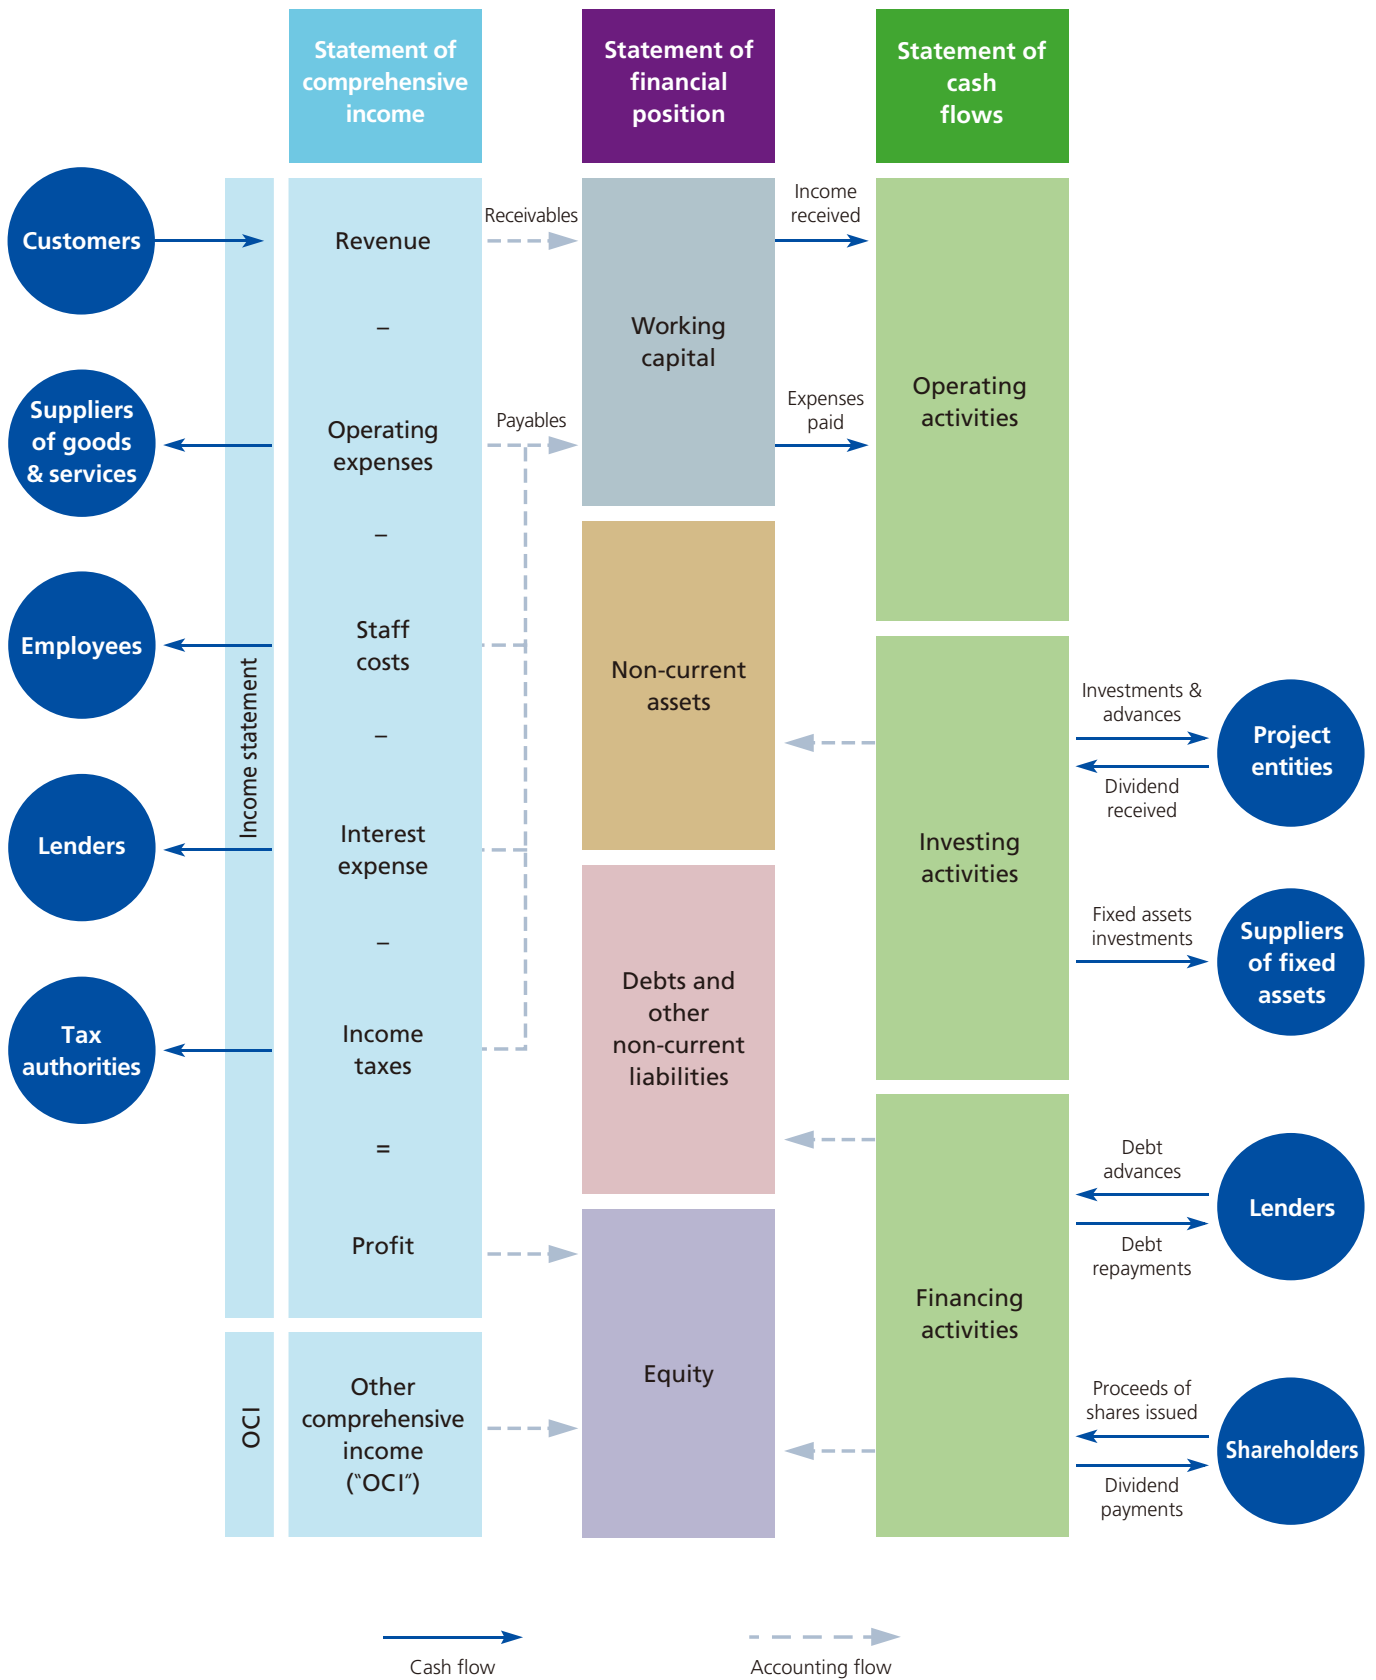 Statement of
comprehensive
income
Statement of
financial
position
Statement of
cash
flows
Customers
Suppliers
of goods
& services
Employees
Lenders
Tax
authorities
Income statement
OCI
Revenue
–
Operating
expenses
–
Staff
costs
–
Interest
expense
–
Income
taxes
=
Profit
Other
comprehensive
income
("OCI")
Receivables
Payables
Working
capital
Non-current
assets
Debts and
other
non-current
liabilities
Equity
Income
received
Expenses
paid
Operating
activities
Investing
activities
Financing
activities
Investments &
advances
Dividend
received
Fixed assets
investments
Debt
advances
Debt
repayments
Proceeds of
shares issued
Dividend
payments
Project
entities
Suppliers
of fixed
assets
Lenders
Shareholders
Cash flow
Accounting flow